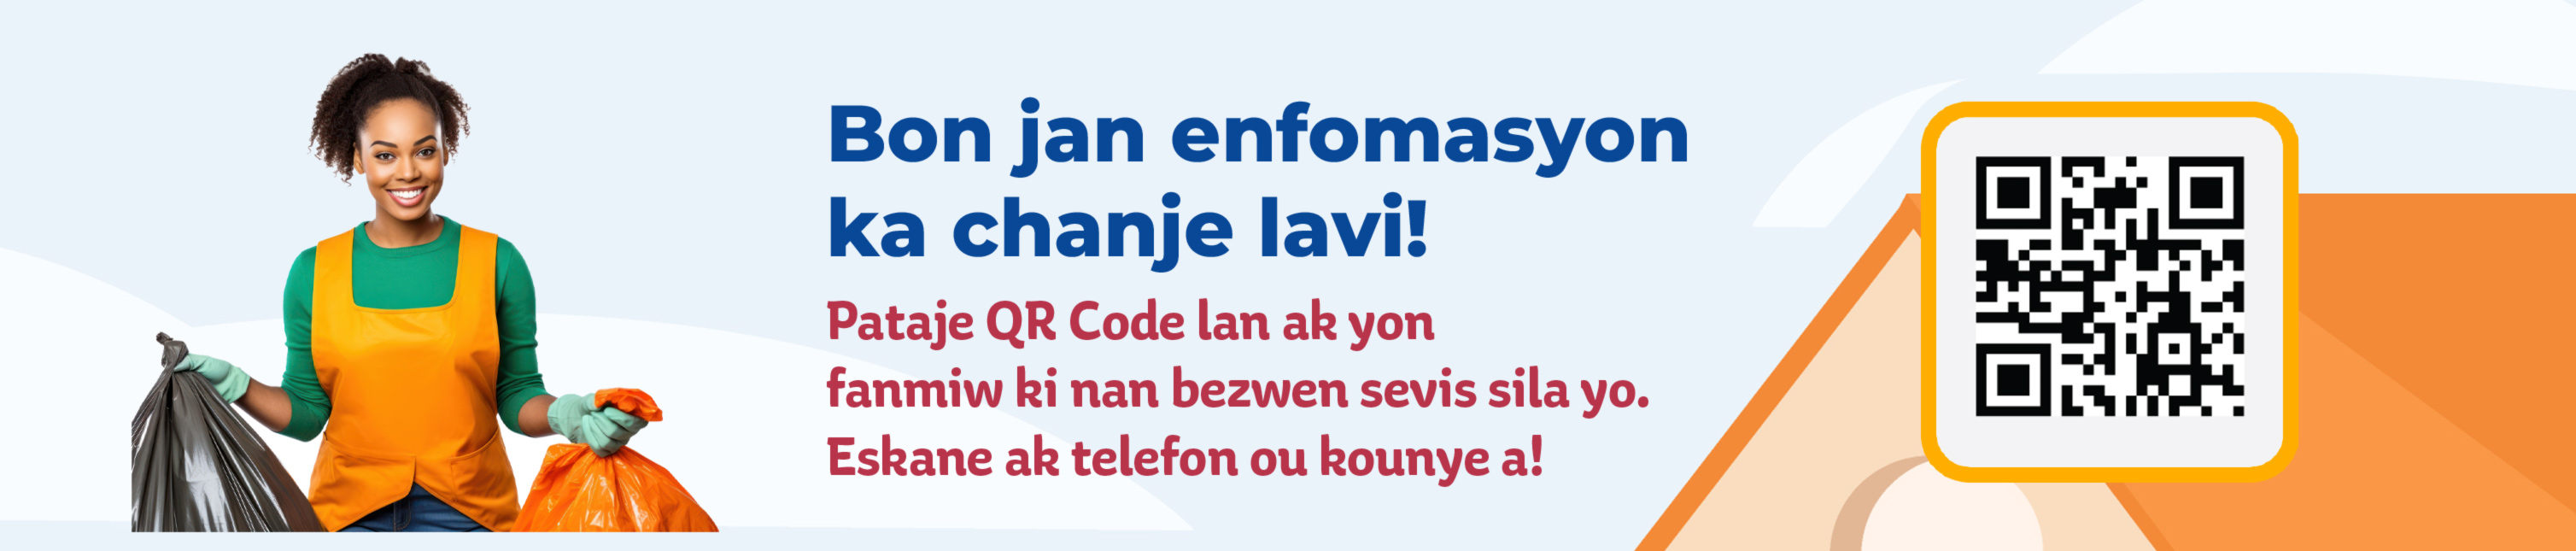 Bon jan enfomasyon
ka chanje lavi!
Pataje QR Code lan ak yon
fanmiw ki nan bezwen sevis sila yo.
Eskane ak telefon ou kounye a!